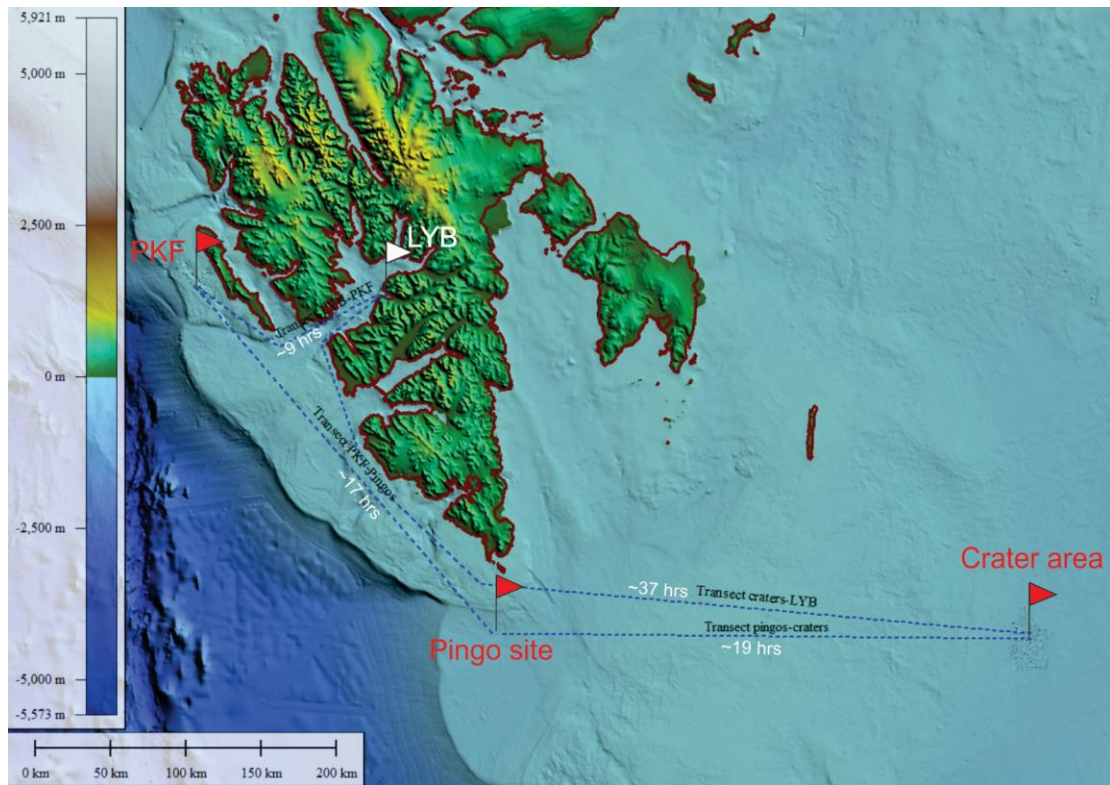 5,921 m
5,000 m
2,500 m
0 m
-2,500 m
-5,000 m
-5,573 m
0 km 50 km 100 km 150 km 200 km
PKF
LYB
~9 hrs
Transect PKF-Pingos
~17 hrs
Pingo site
~37 hrs
Transect craters-LYB
Transect pingos-craters
~19 hrs
Crater area